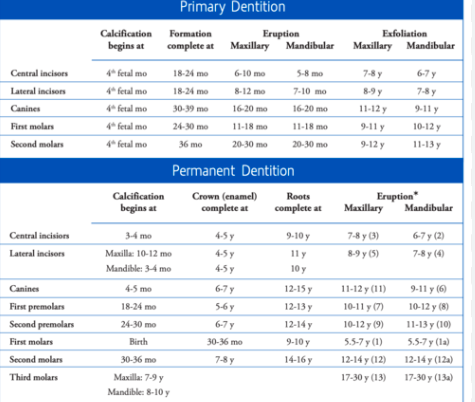 Primary Dentition
Calcification Formation Eruption Exfoliation
begins at complete at Maxillary Mandibular Maxillary Mandibular
Central incisors 4th fetal mo 18-24 mo 6-10 mo 5-8 mo 7-8 y 6-7 y
Lateral incisors 4th fetal mo 18-24 mo 8-12 mo 7-10 mo 8-9 y 7-8 y
Canines 4th fetal mo 30-39 mo 16-20 mo 16-20 mo 11-12 y 9-11 y
First molars 4th fetal mo 24-30 mo 11-18 mo 11-18 mo 9-11 y 10-12 y
Second molars 4th fetal mo 36 mo 20-30 mo 20-30 mo 9-12 y 11-13 y
Permanent Dentition
Calcification Crown (enamel) Roots Eruption*
begins at complete at complete at Maxillary Mandibular
Central incisiors 3-4 mo 4-5 y 9-10 y 7-8 y (3) 6-7 y (2)
Lateral incisors Maxilla: 10-12 mo 4-5 y 11 y 8-9 y (5) 7-8 y (4)
Mandible: 3-4 mo 4-5 y 10 y
Canines 4-5 mo 6-7 y 12-15 y 11-12 y (11) 9-11 y (6)
First premolars 18-24 mo 5-6 y 12-13 y 10-11 y (7) 10-12 y (8)
Second premolars 24-30 mo 6-7 y 12-14 y 10-12 y (9) 11-13 y (10)
First molars Birth 30-36 mo 9-10 y 5.5-7 y (1) 5.5-7 y (1a)
Second molars 30-36 mo 7-8 y 14-16 y 12-14 y (12) 12-14 y (12a)
Third molars Maxilla: 7-9 y 17-30 y (13) 17-30 y (13a)
Mandible: 8-10 y